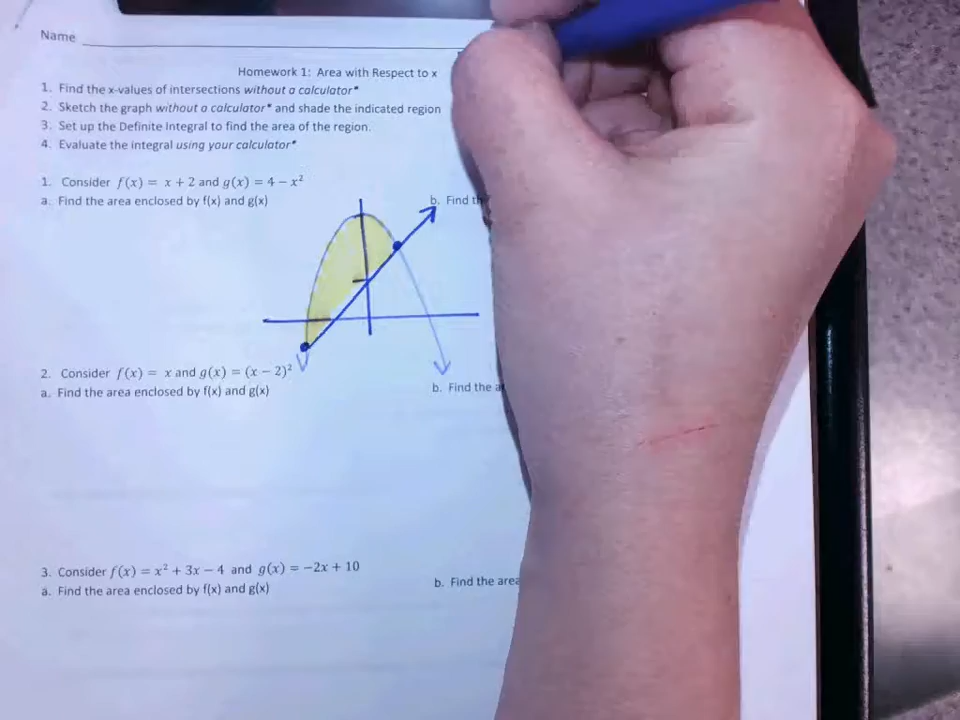 Name
Homework 1: Area with Respect to x
1. Find the x-values of intersections without a calculator*
2. Sketch the graph without a calculator* and shade the indicated region
3. Set up the Definite Integral to find the area of the region.
4. Evaluate the integral using your calculator*
1. Consider f(x) = x + 2 and g(x) = 4 − x²
a. Find the area enclosed by f(x) and g(x)
b. Find
2. Consider f(x) = x and g(x) = (x − 2)²
a. Find the area enclosed by f(x) and g(x)
b. Find the
3. Consider f(x) = x² + 3x − 4 and g(x) = −2x + 10
a. Find the area enclosed by f(x) and g(x)
b. Find the area